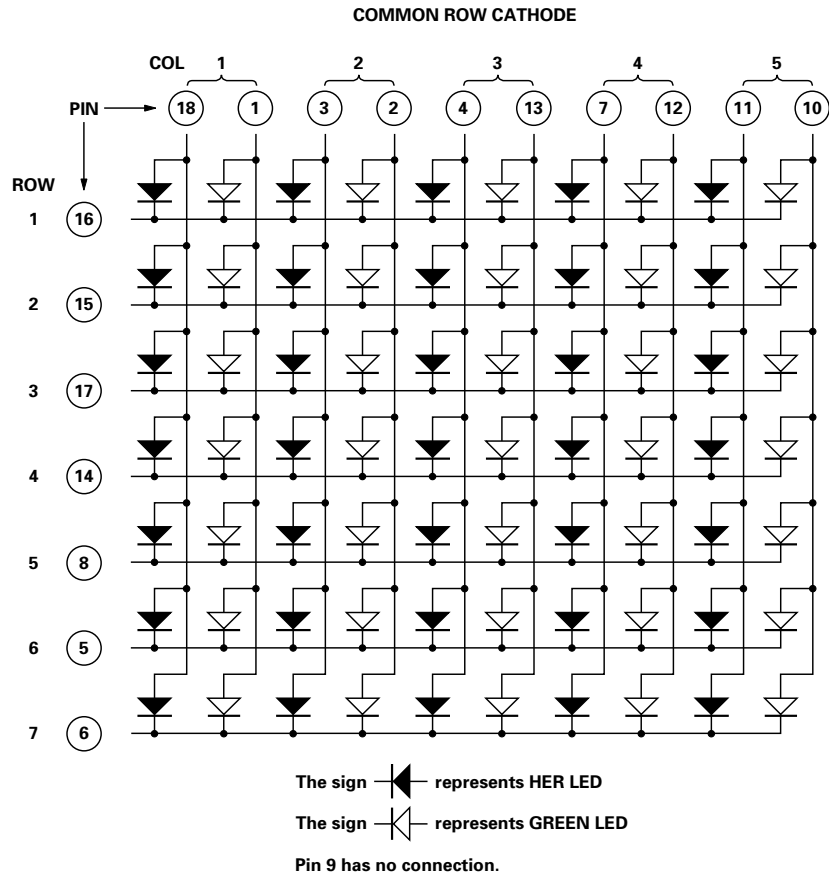 COMMON ROW CATHODE
COL 1 2 3 4 5
PIN 18 1 3 2 4 13 7 12 11 10
ROW
1 16
2 15
3 17
4 14
5 8
6 5
7 6
The sign represents HER LED
The sign represents GREEN LED
Pin 9 has no connection.